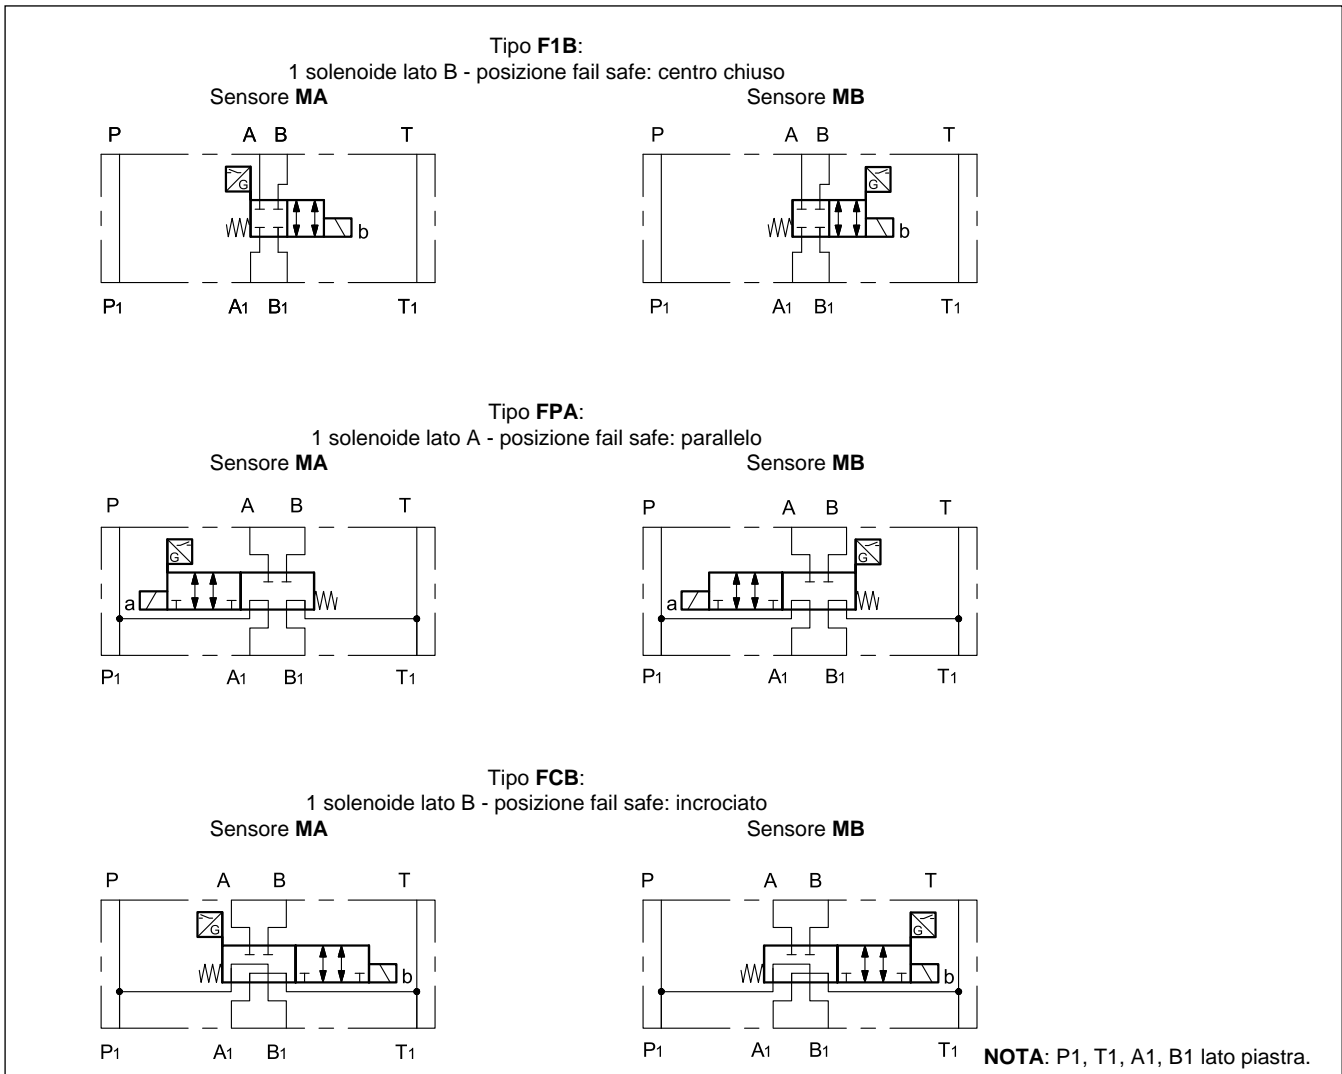 Tipo F1B:
1 solenoide lato B - posizione fail safe: centro chiuso
Sensore MA Sensore MB
P A B T P A B T
G G
b b
P1 A1 B1 T1 P1 A1 B1 T1
Tipo FPA:
1 solenoide lato A - posizione fail safe: parallelo
Sensore MA Sensore MB
P A B T P A B T
G G
a a
P1 A1 B1 T1 P1 A1 B1 T1
Tipo FCB:
1 solenoide lato B - posizione fail safe: incrociato
Sensore MA Sensore MB
P A B T P A B T
G G
b b
P1 A1 B1 T1 P1 A1 B1 T1
NOTA: P1, T1, A1, B1 lato piastra.